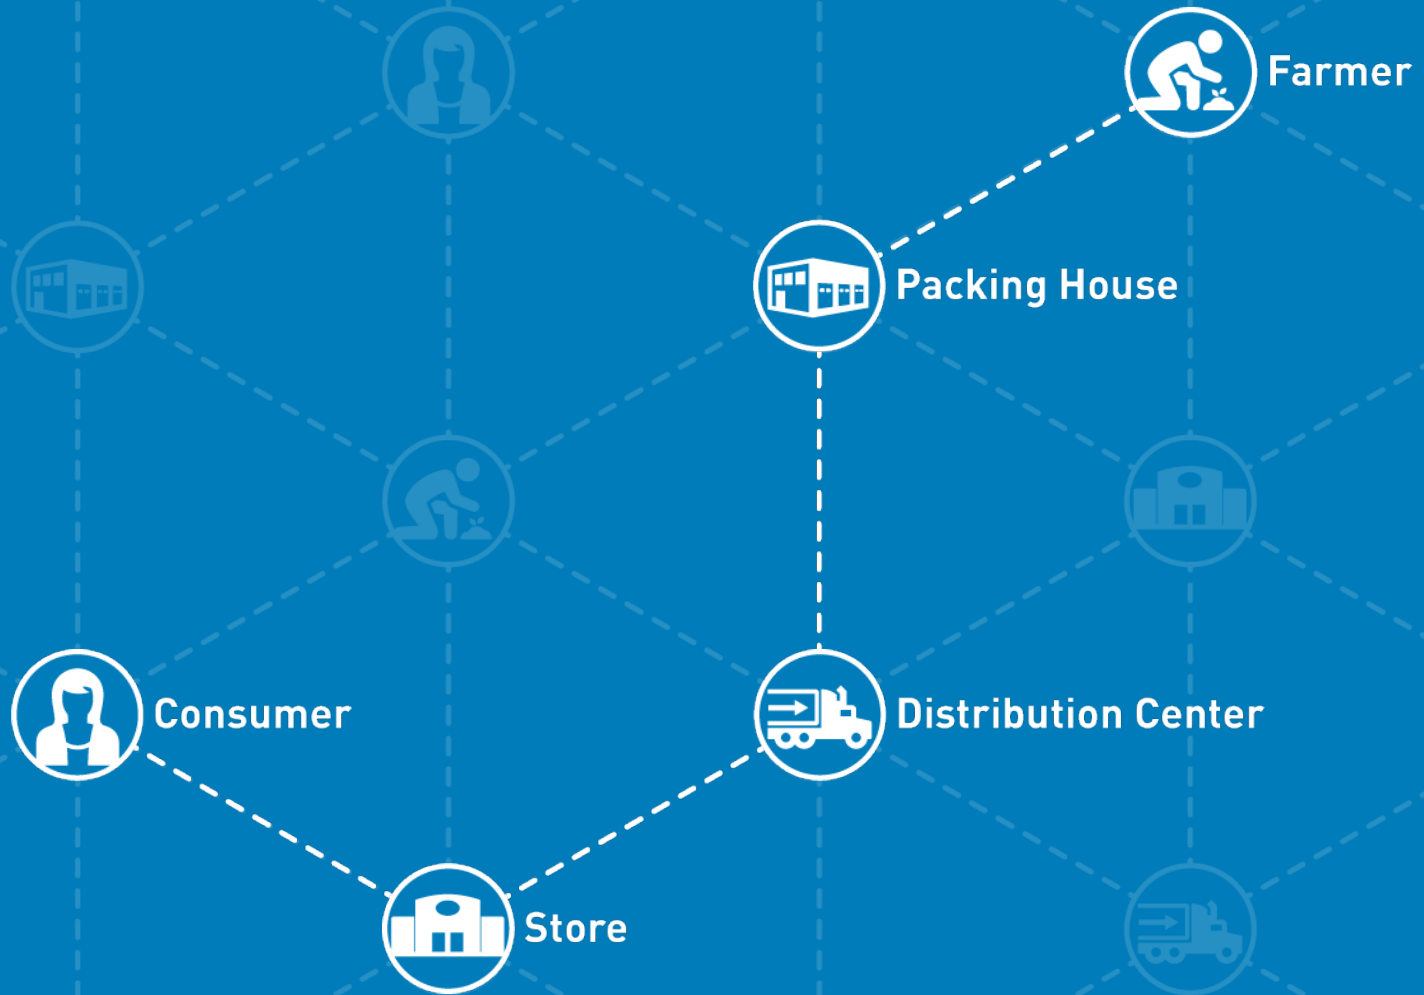 Farmer
Packing House
Consumer
Distribution Center
Store